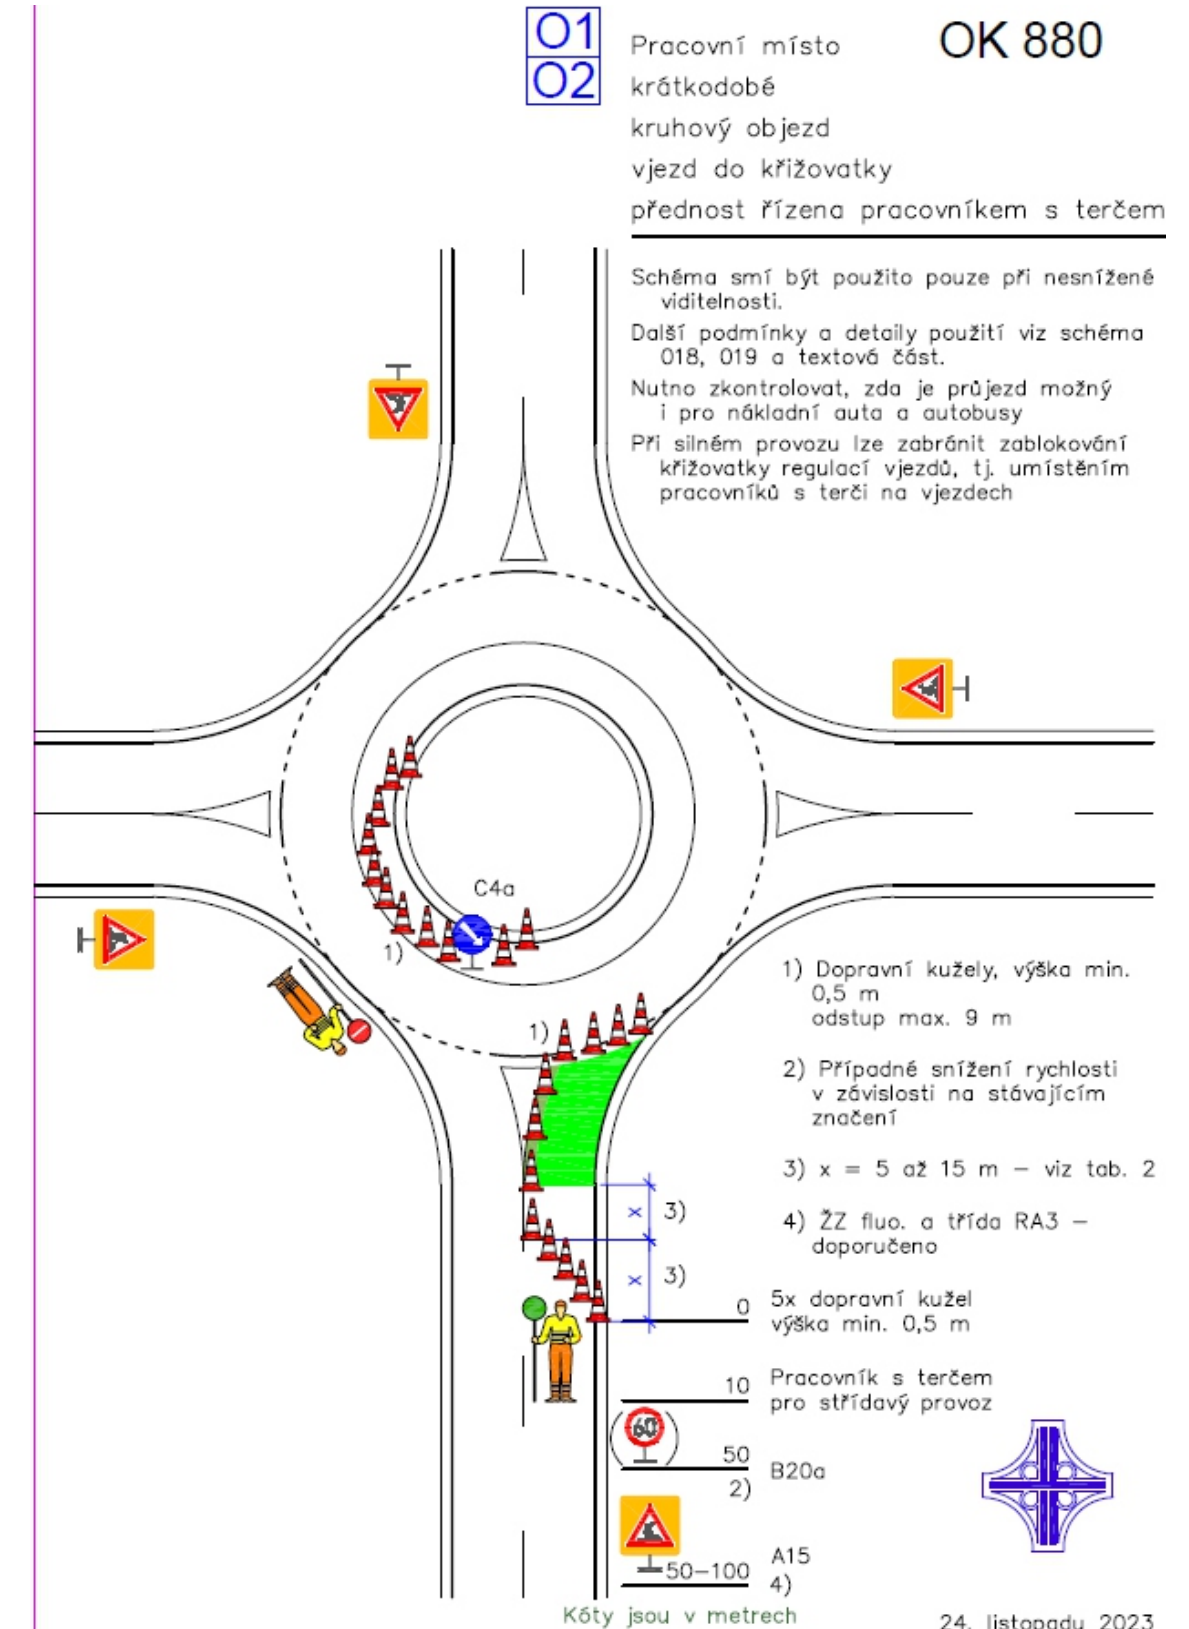 O1
O2
OK 880
Pracovní místo
krátkodobé
kruhový objezd
vjezd do křižovatky
přednost řízena pracovníkem s terčem
Schéma smí být použito pouze při nesnížené
viditelnosti.
Další podmínky a detaily použití viz schéma
018, 019 a textová část.
Nutno zkontrolovat, zda je průjezd možný
i pro nákladní auta a autobusy
Při silném provozu lze zabránit zablokování
křižovatky regulací vjezdů, tj. umístěním
pracovníků s terči na vjezdech
C4a
1)
1)
1) Dopravní kužely, výška min.
0,5 m
odstup max. 9 m
2) Případné snížení rychlosti
v závislosti na stávajícím
značení
3) x = 5 až 15 m – viz tab. 2
4) ŽZ fluo. a třída RA3 –
doporučeno
x 3)
x 3)
0 5x dopravní kužel
výška min. 0,5 m
10 Pracovník s terčem
pro střídavý provoz
(60)
50 B20a
2)
50–100 A15
4)
Kóty jsou v metrech
24. listopadu 2023